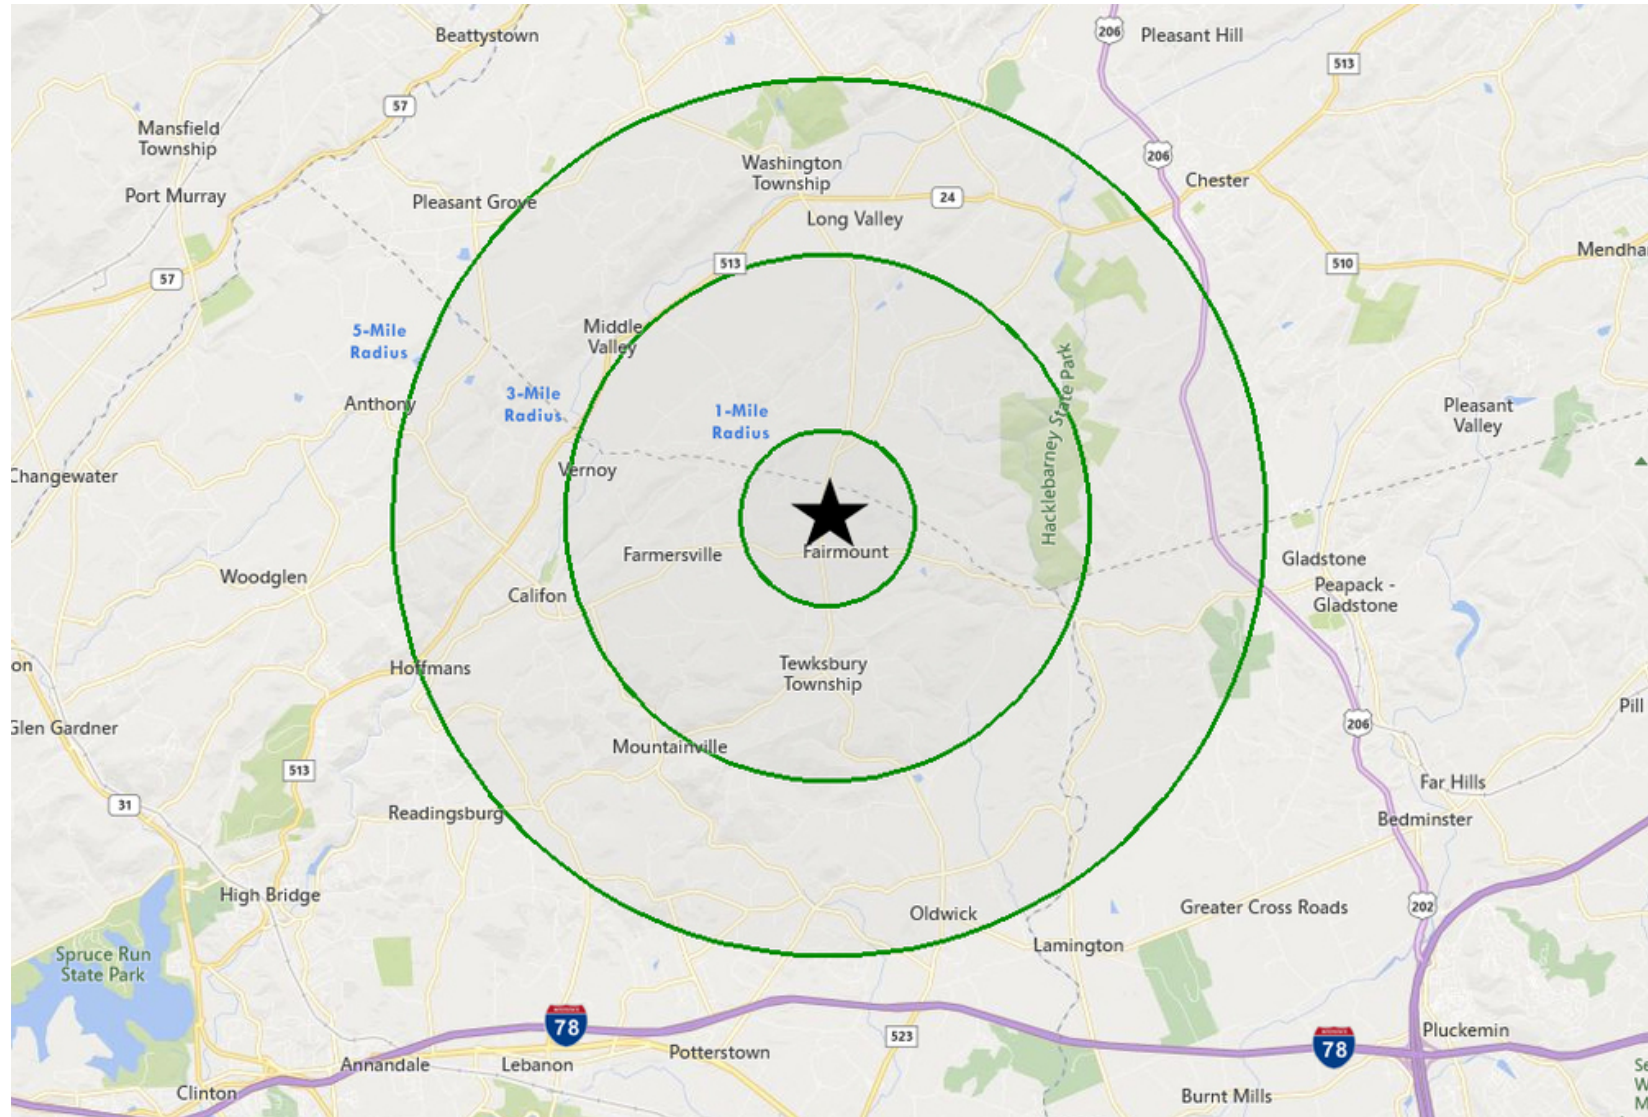 Beattystown
206
Pleasant Hill
513
57
Mansfield
Township
206
Washington
Township
Chester
Port Murray
Pleasant Grove
24
Long Valley
57
513
510
Mendha
5-Mile
Radius
Middle
Valley
3-Mile
Radius
1-Mile
Radius
Anthony
Hacklebarney State Park
Pleasant
Valley
Changewater
Vernoy
Farmersville
Fairmount
Gladstone
Woodglen
Califon
Peapack -
Gladstone
on
Hoffmans
Tewksbury
Township
Glen Gardner
Pill
206
Mountainville
513
Far Hills
31
Readingsburg
Bedminster
High Bridge
Oldwick
Greater Cross Roads
202
Lamington
Spruce Run
State Park
78
523
78
Pluckemin
Annandale
Lebanon
Potterstown
Clinton
Burnt Mills
Se
W
M